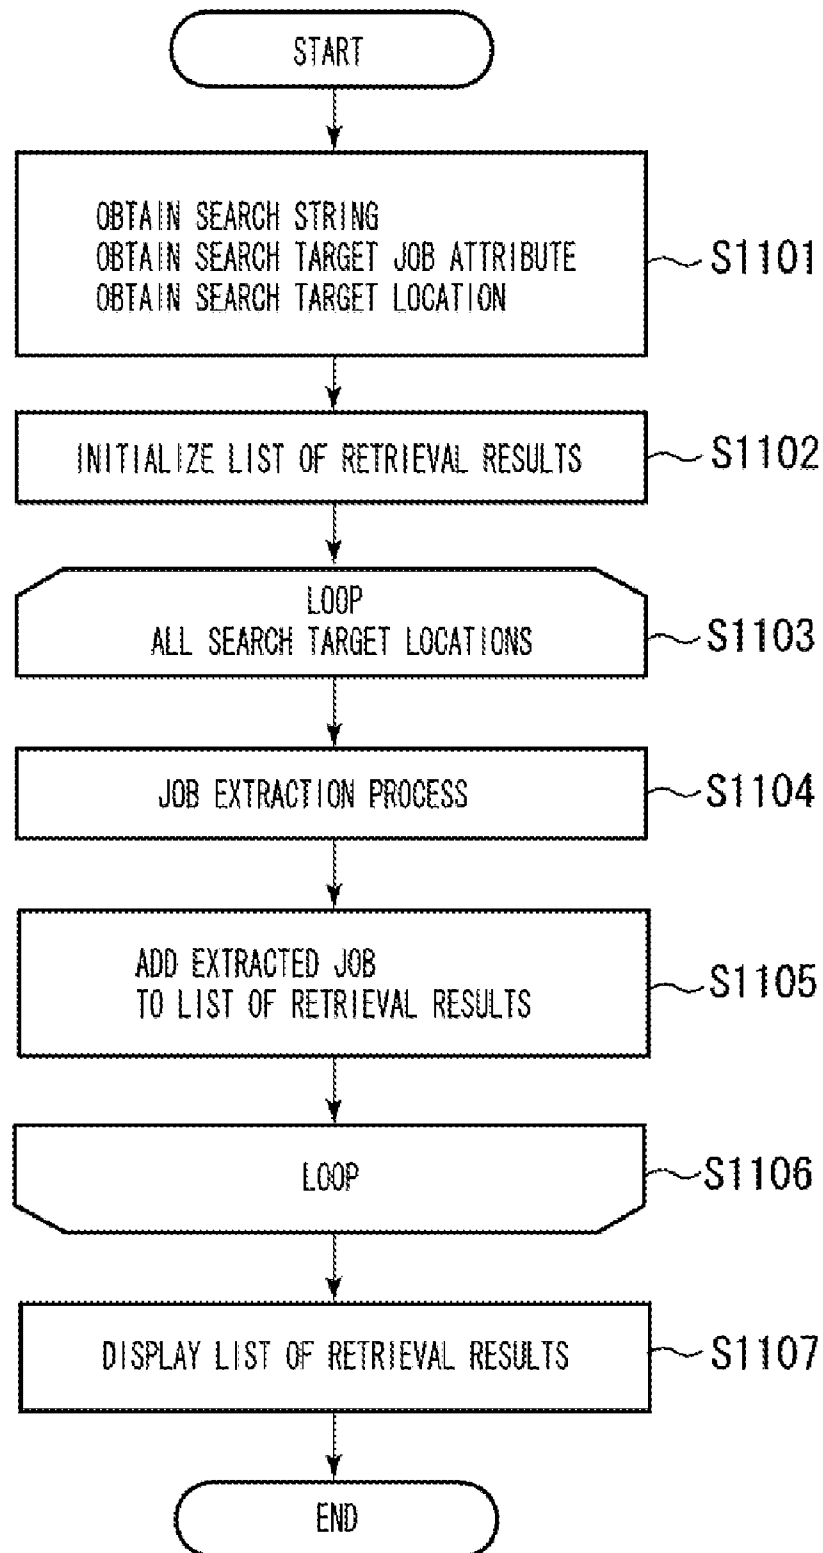 START
OBTAIN SEARCH STRING
OBTAIN SEARCH TARGET JOB ATTRIBUTE
OBTAIN SEARCH TARGET LOCATION
S1101
INITIALIZE LIST OF RETRIEVAL RESULTS
S1102
LOOP
ALL SEARCH TARGET LOCATIONS
S1103
JOB EXTRACTION PROCESS
S1104
ADD EXTRACTED JOB
TO LIST OF RETRIEVAL RESULTS
S1105
LOOP
S1106
DISPLAY LIST OF RETRIEVAL RESULTS
S1107
END